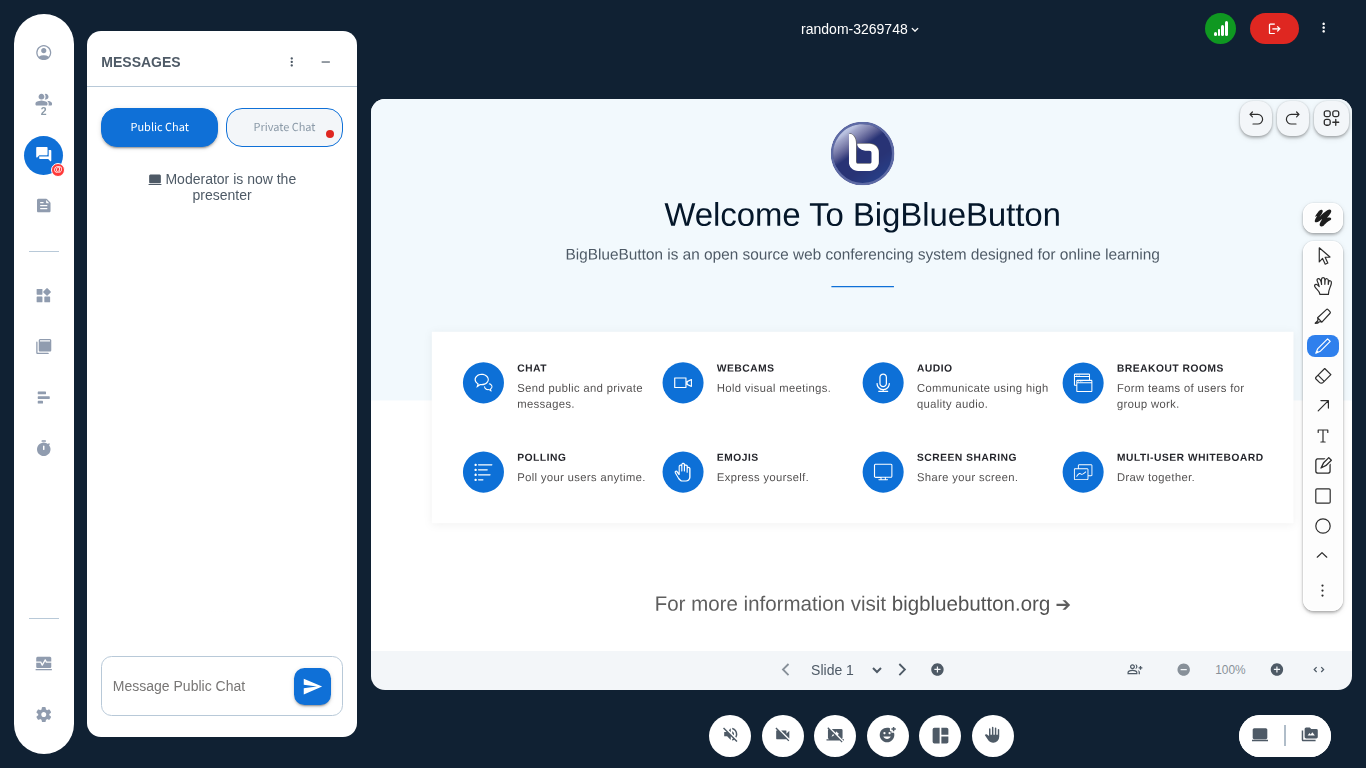 random-3269748
MESSAGES
2
Public Chat
Private Chat
@
Moderator is now the
presenter
Message Public Chat
Welcome To BigBlueButton
BigBlueButton is an open source web conferencing system designed for online learning
CHAT
Send public and private
messages.
WEBCAMS
Hold visual meetings.
AUDIO
Communicate using high
quality audio.
BREAKOUT ROOMS
Form teams of users for
group work.
POLLING
Poll your users anytime.
EMOJIS
Express yourself.
SCREEN SHARING
Share your screen.
MULTI-USER WHITEBOARD
Draw together.
For more information visit bigbluebutton.org ➔
Slide 1
100%